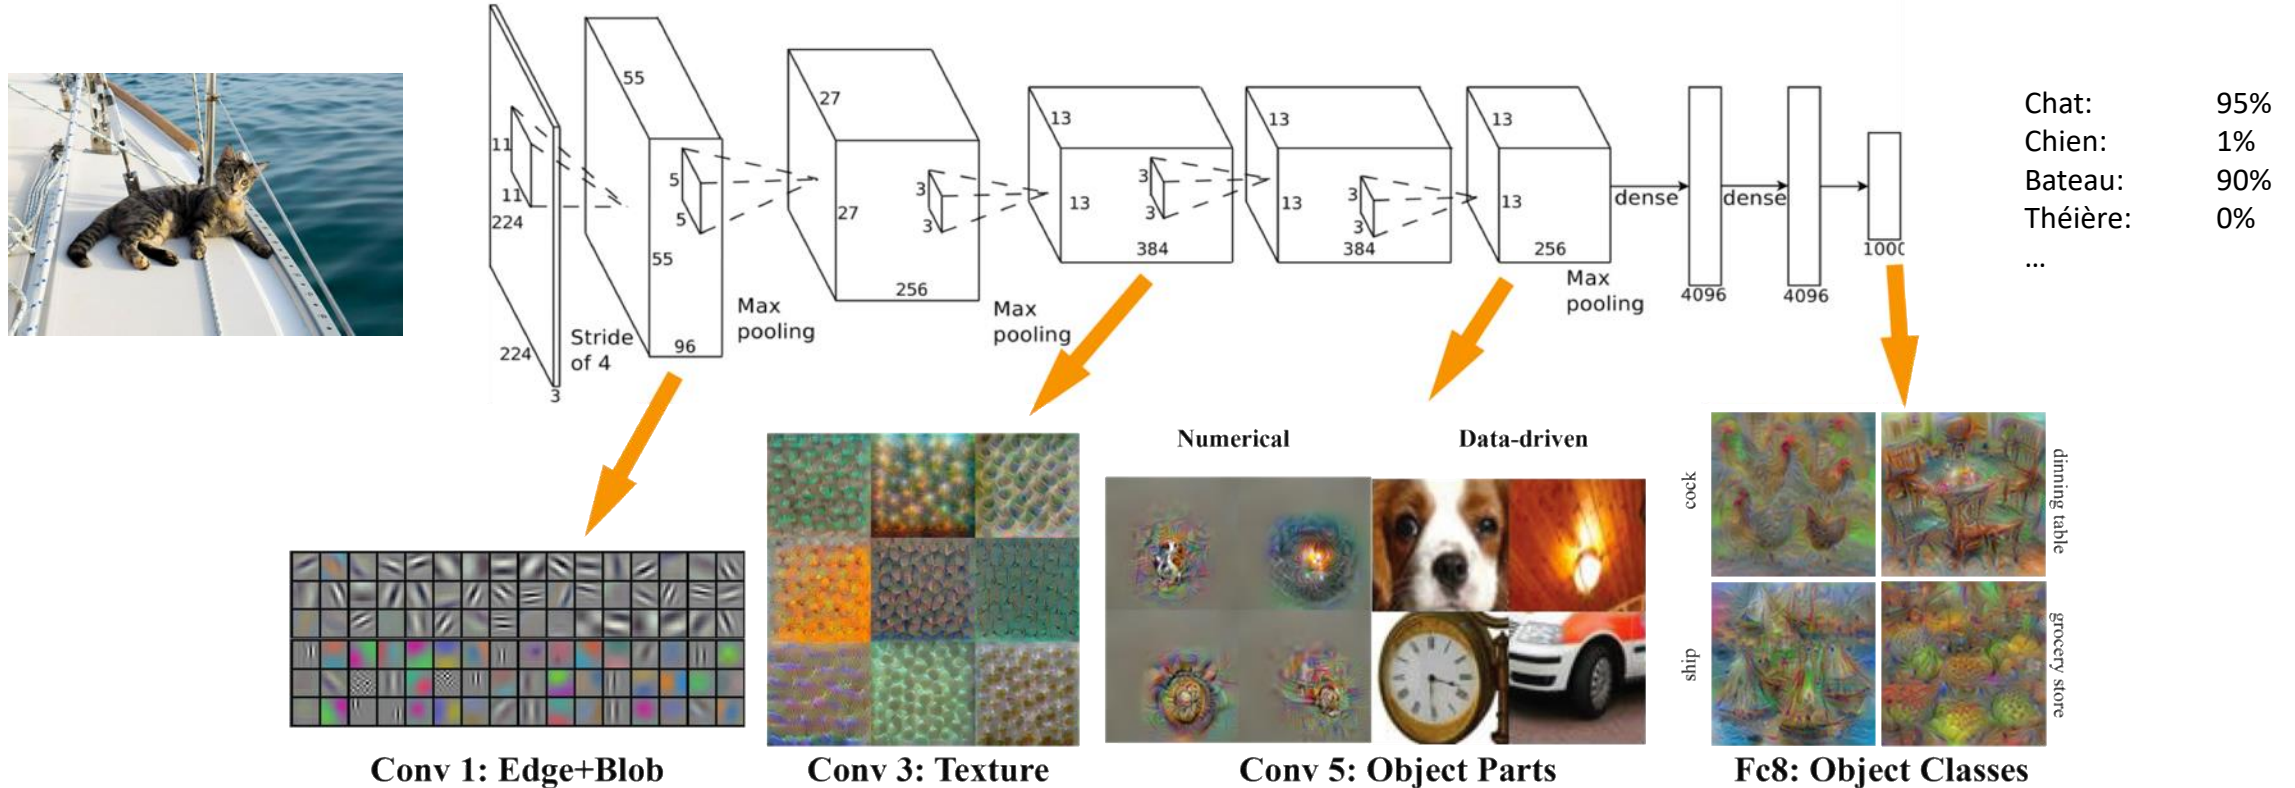 11
11
224
224
3
Stride
of 4
55
55
96
5
5
Max
pooling
27
27
256
3
3
Max
pooling
13
13
384
3
3
13
13
384
3
3
13
13
256
Max
pooling
dense
4096
dense
4096
1000
Chat: 95%
Chien: 1%
Bateau: 90%
Théière: 0%
...
Numerical
Data-driven
cock
ship
dinning table
grocery store
Conv 1: Edge+Blob
Conv 3: Texture
Conv 5: Object Parts
Fc8: Object Classes